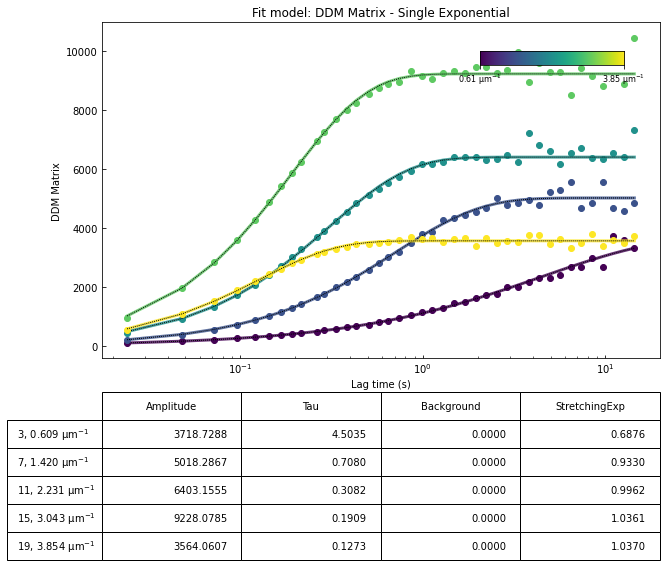 Fit model: DDM Matrix - Single Exponential
10000
8000
6000
4000
2000
0
DDM Matrix
0.61 μm⁻¹ 3.85 μm⁻¹
10⁻¹ 10⁰ 10¹
Lag time (s)
Amplitude Tau Background StretchingExp
3, 0.609 μm⁻¹ 3718.7288 4.5035 0.0000 0.6876
7, 1.420 μm⁻¹ 5018.2867 0.7080 0.0000 0.9330
11, 2.231 μm⁻¹ 6403.1555 0.3082 0.0000 0.9962
15, 3.043 μm⁻¹ 9228.0785 0.1909 0.0000 1.0361
19, 3.854 μm⁻¹ 3564.0607 0.1273 0.0000 1.0370